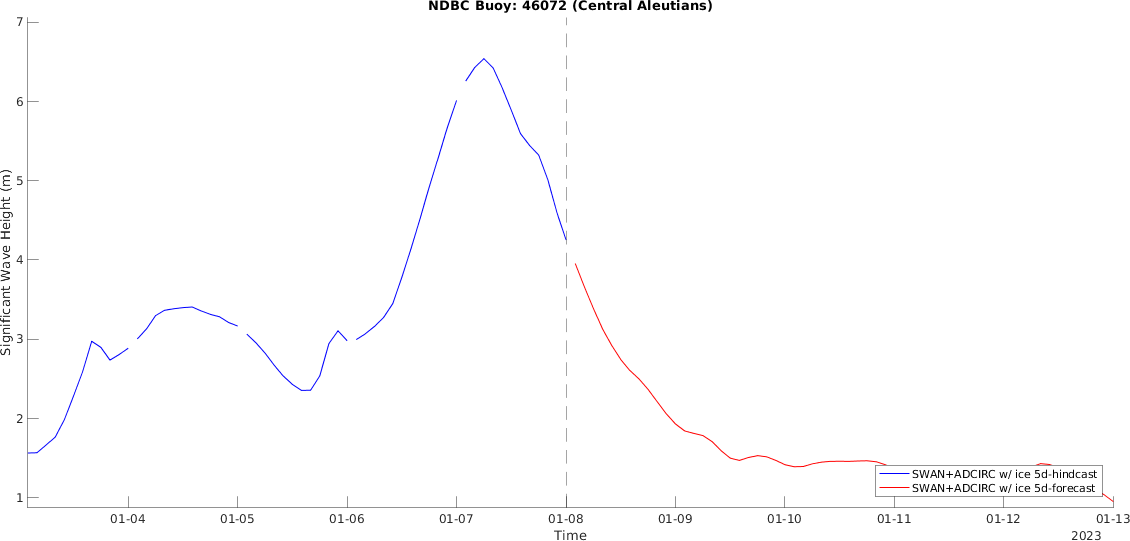 NDBC Buoy: 46072 (Central Aleutians)
7
6
5
4
3
2
1
Significant Wave Height (m)
SWAN+ADCIRC w/ ice 5d-hindcast
SWAN+ADCIRC w/ ice 5d-forecast
01-04 01-05 01-06 01-07 01-08 01-09 01-10 01-11 01-12 01-13
Time
2023